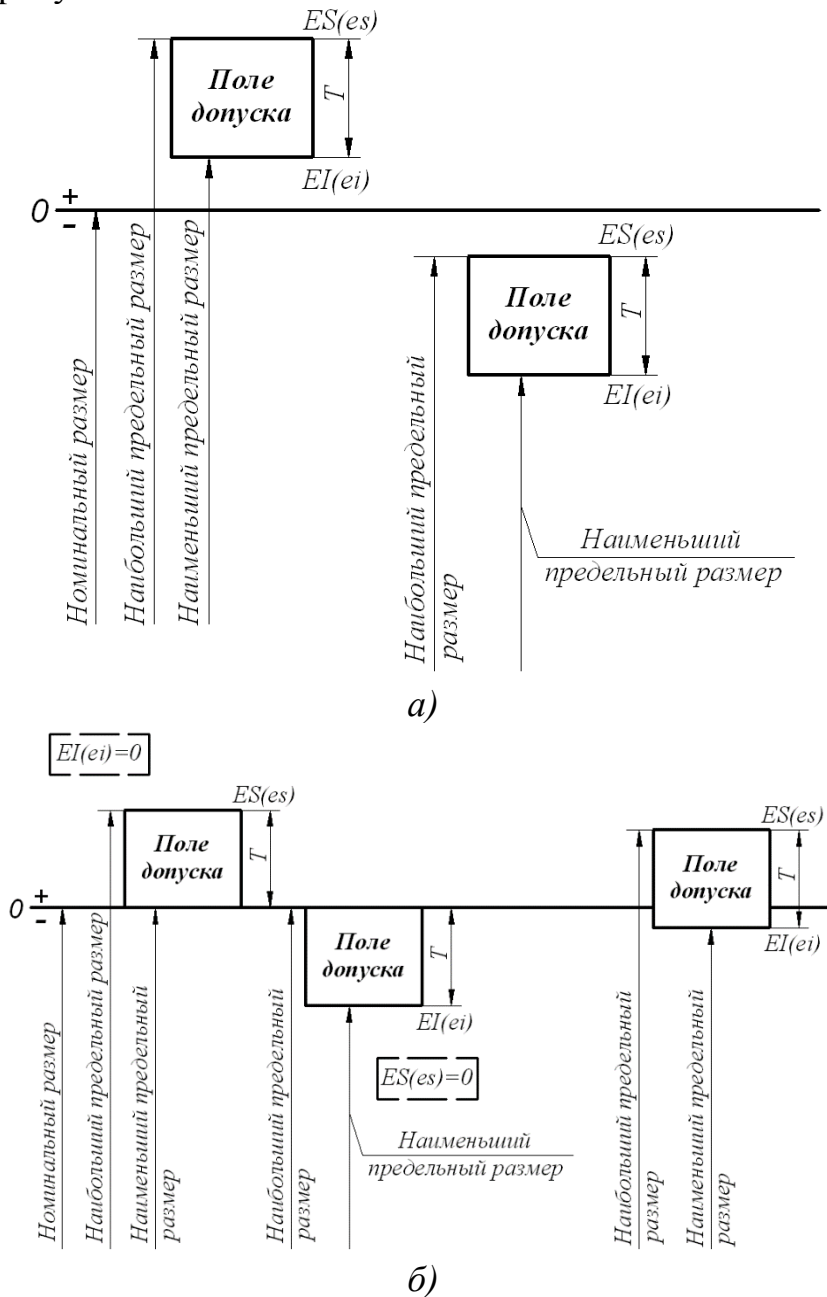 ES(es)
Поле
допуска
T
EI(ei)
0
+
-
ES(es)
Поле
допуска
T
EI(ei)
Номинальный размер
Наибольший предельный размер
Наименьший предельный размер
Наибольший предельный
размер
Наименьший
предельный размер
а)
EI(ei)=0
ES(es)
Поле
допуска
T
0
+
-
Поле
допуска
T
EI(ei)
ES(es)=0
ES(es)
Поле
допуска
T
EI(ei)
Номинальный размер
Наибольший предельный размер
Наименьший предельный
размер
Наибольший предельный
размер
Наименьший
предельный размер
Наибольший предельный
размер
Наименьший предельный
размер
б)